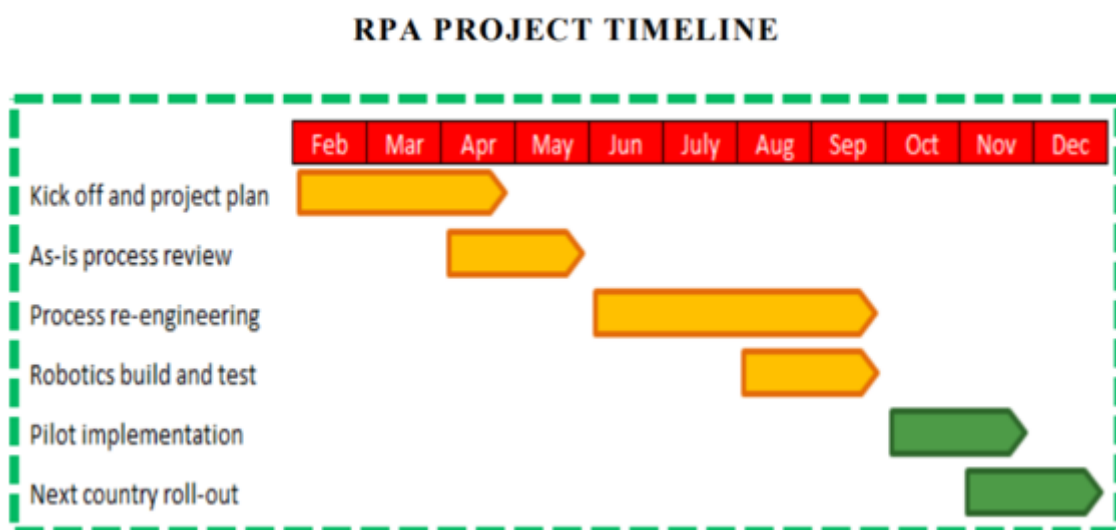 RPA PROJECT TIMELINE
Feb Mar Apr May Jun July Aug Sep Oct Nov Dec
Kick off and project plan
As-is process review
Process re-engineering
Robotics build and test
Pilot implementation
Next country roll-out